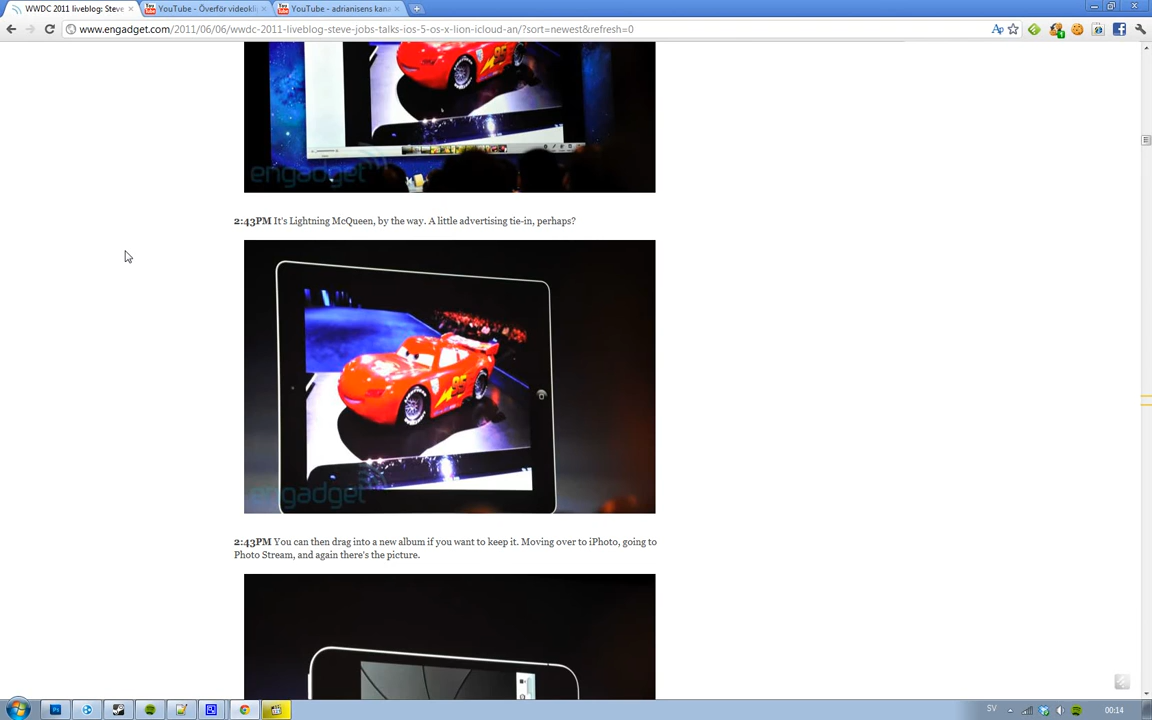 WWDC 2011 liveblog: Steve
YouTube - Överför videokli
YouTube - adrianisens kana
www.engadget.com/2011/06/06/wwdc-2011-liveblog-steve-jobs-talks-ios-5-os-x-lion-icloud-an/?sort=newest&refresh=0
engadget
2:43PM It's Lightning McQueen, by the way. A little advertising tie-in, perhaps?
95
engadget
2:43PM You can then drag into a new album if you want to keep it. Moving over to iPhoto, going to
Photo Stream, and again there's the picture.
SV
00:14